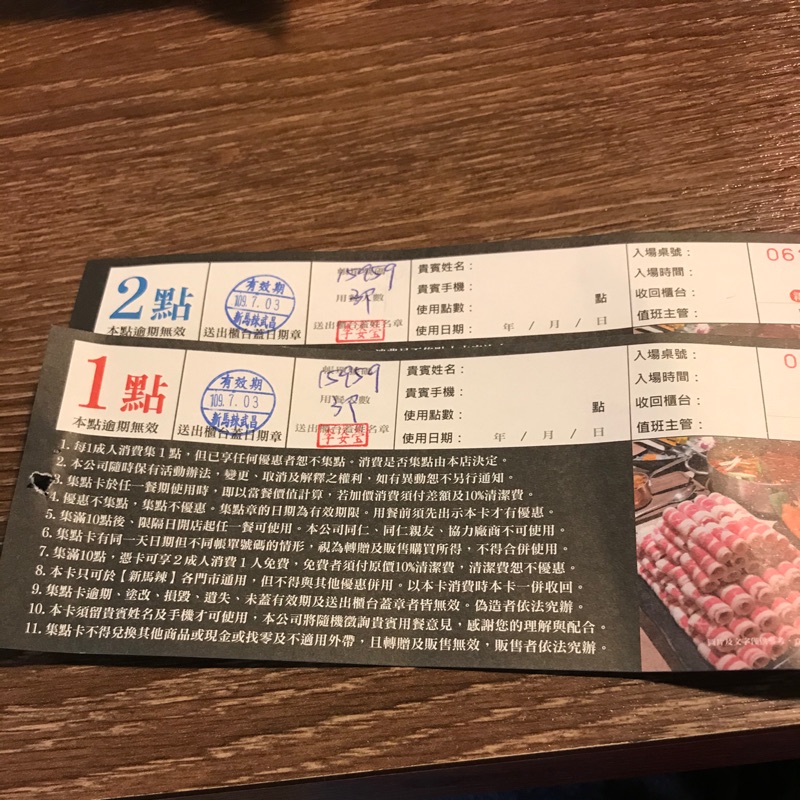 2點
本點逾期無效
有效期
109.7.03
新馬辣武昌
送出櫃台蓋日期章
15959
3P
子安宝
貴賓姓名：
貴賓手機：
使用點數： 點
使用日期： 年 / 月 / 日
入場桌號：
入場時間：
收回櫃台：
值班主管：
06
1點
本點逾期無效
有效期
109.7.03
新馬辣武昌
送出櫃台蓋日期章
15959
3P
子安宝
貴賓姓名：
貴賓手機：
使用點數： 點
使用日期： 年 / 月 / 日
入場桌號：
入場時間：
收回櫃台：
值班主管：
0
1. 每1成人消費集1點，但已享任何優惠者恕不集點，消費是否集點由本店決定。
2. 本公司隨時保有活動辦法，變更、取消及解釋之權利，如有異動恕不另行通知。
3. 集點卡於任一餐期使用時，即以當餐價值計算，若加價消費須付差額及10%清潔費。
4. 優惠不集點，集點不優惠。集點章的日期為有效期限。用餐前須先出示本卡才有優惠。
5. 集滿10點後、限隔日開店起任一餐可使用。本公司同仁、同仁親友、協力廠商不可使用。
6. 集點卡有同一天日期但不同帳單號碼的情形，視為轉贈及販售購買所得，不得合併使用。
7. 集滿10點，憑卡可享2成人消費1人免費，免費者須付原價10%清潔費，清潔費恕不優惠。
8. 本卡只可於【新馬辣】各門市通用，但不得與其他優惠併用。以本卡消費時本卡一併收回。
9. 集點卡逾期、塗改、損毀、遺失、未蓋有效期及送出櫃台蓋章者皆無效。偽造者依法究辦。
10. 本卡須留貴賓姓名及手機才可使用，本公司將隨機徵詢貴賓用餐意見，感謝您的理解與配合。
11. 集點卡不得兌換其他商品或現金或找零及不適用外帶，且轉贈及販售無效，販售者依法究辦。